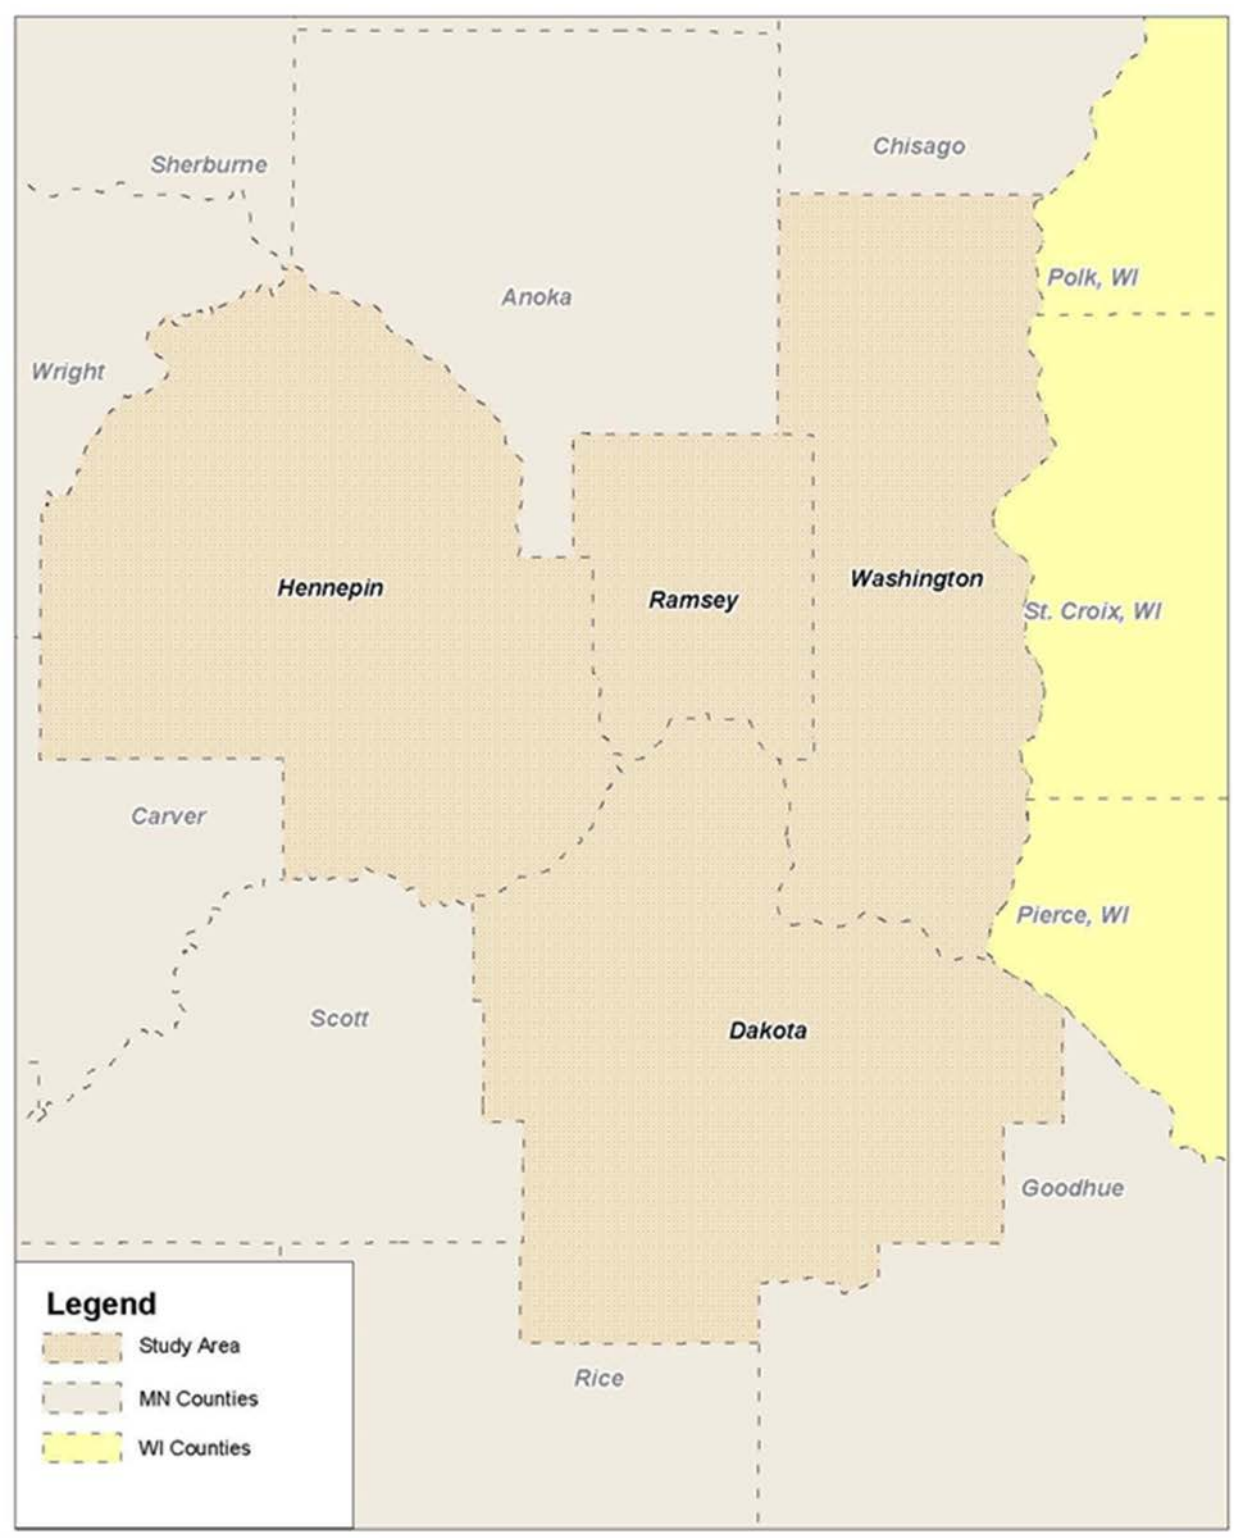 Sherburne
Chisago
Polk, WI
Anoka
Wright
Hennepin
Ramsey
Washington
St. Croix, WI
Carver
Pierce, WI
Scott
Dakota
Goodhue
Rice
Legend
Study Area
MN Counties
WI Counties